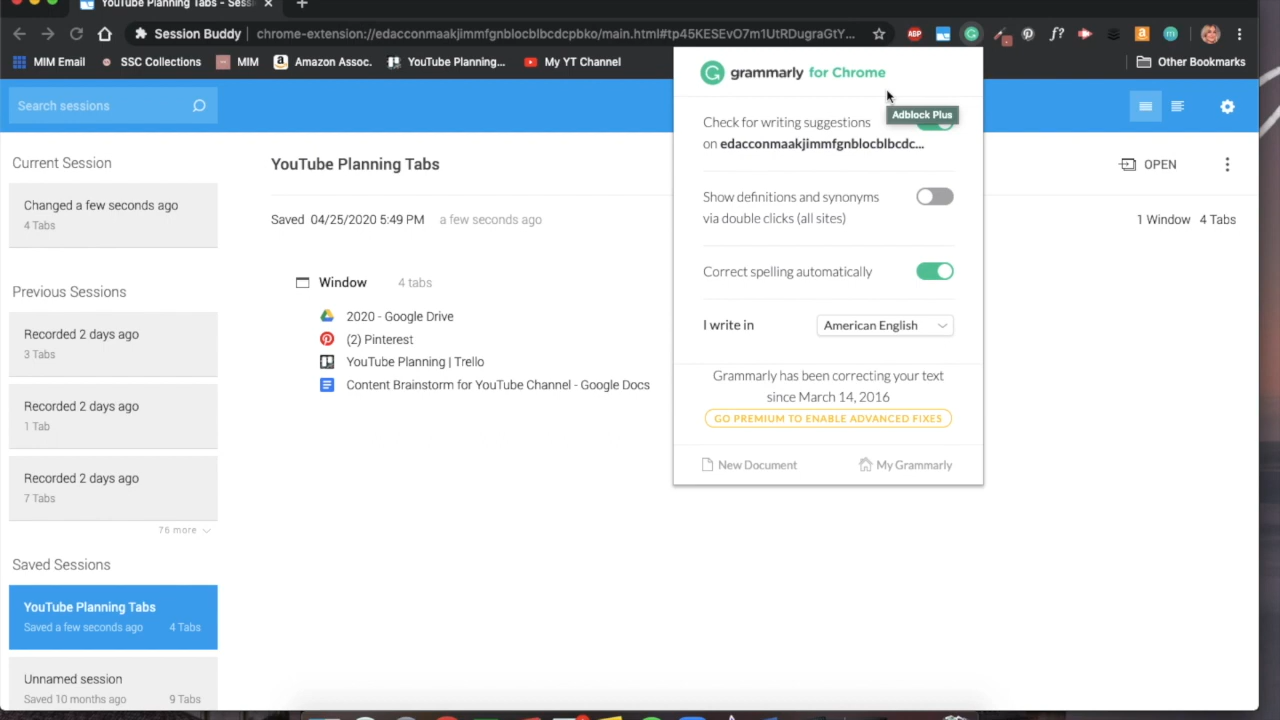 YouTube Planning Tabs - Sess
Session Buddy
chrome-extension://edacconmaakjimmfgnblocblbcdcpbko/main.html#tp45KESEvO7m1UtRDugraGtY...
ABP
f?
MIM Email
SSC Collections
MIM
Amazon Assoc.
YouTube Planning...
My YT Channel
Other Bookmarks
Search sessions
Current Session
Changed a few seconds ago
4 Tabs
Previous Sessions
Recorded 2 days ago
3 Tabs
Recorded 2 days ago
1 Tab
Recorded 2 days ago
7 Tabs
76 more
Saved Sessions
YouTube Planning Tabs
Saved a few seconds ago 4 Tabs
Unnamed session
Saved 10 months ago 9 Tabs
YouTube Planning Tabs
OPEN
Saved 04/25/2020 5:49 PM a few seconds ago
1 Window 4 Tabs
Window 4 tabs
2020 - Google Drive
(2) Pinterest
YouTube Planning | Trello
Content Brainstorm for YouTube Channel - Google Docs
grammarly for Chrome
Adblock Plus
Check for writing suggestions
on edacconmaakjimmfgnblocblbcdc...
Show definitions and synonyms
via double clicks (all sites)
Correct spelling automatically
I write in American English
Grammarly has been correcting your text
since March 14, 2016
GO PREMIUM TO ENABLE ADVANCED FIXES
New Document
My Grammarly